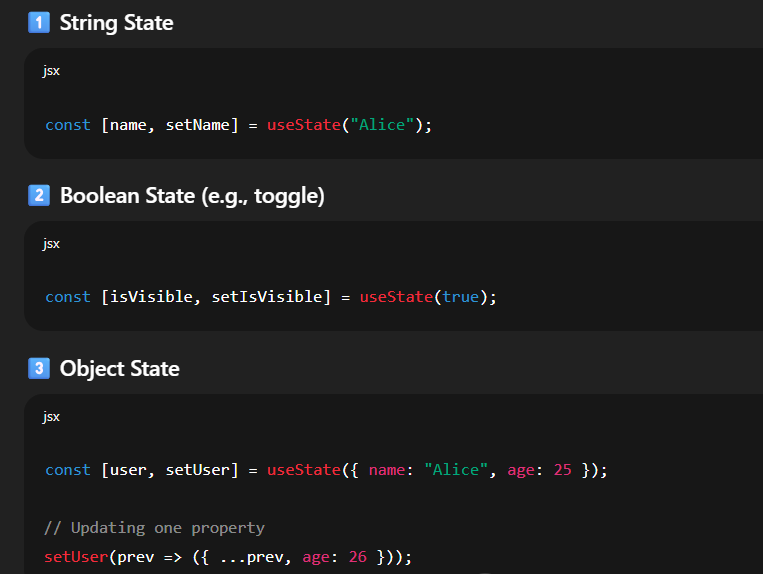 1️⃣ String State
jsx
const [name, setName] = useState("Alice");
2️⃣ Boolean State (e.g., toggle)
jsx
const [isVisible, setIsVisible] = useState(true);
3️⃣ Object State
jsx
const [user, setUser] = useState({ name: "Alice", age: 25 });
// Updating one property
setUser(prev => ({ ...prev, age: 26 }));